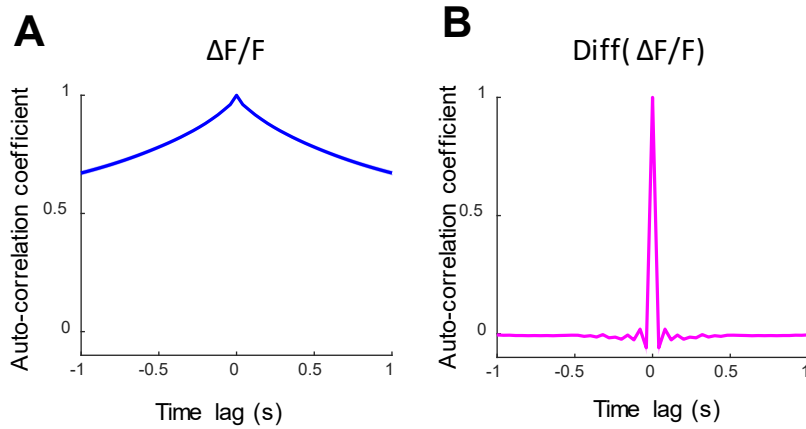 A
ΔF/F
Auto-correlation coefficient
1
0.5
0
-1
-0.5
0
0.5
1
Time lag (s)
B
Diff( ΔF/F)
Auto-correlation coefficient
1
0.5
0
-1
-0.5
0
0.5
1
Time lag (s)